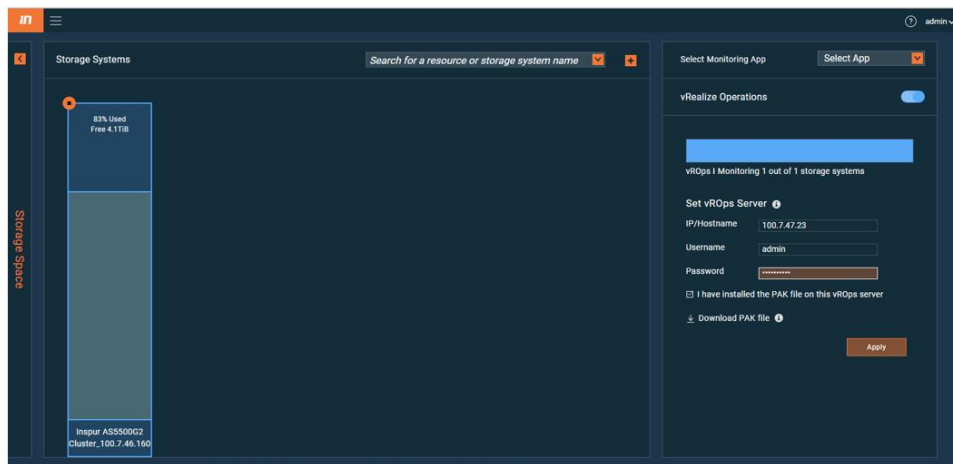 in
admin
Storage Space
Storage Systems
Search for a resource or storage system name
83% Used
Free 4.1TiB
Inspur AS5500G2
Cluster_100.7.46.160
Select Monitoring App
Select App
vRealize Operations
vROps I Monitoring 1 out of 1 storage systems
Set vROps Server
IP/Hostname 100.7.47.23
Username admin
Password ··········
I have installed the PAK file on this vROps server
Download PAK file
Apply